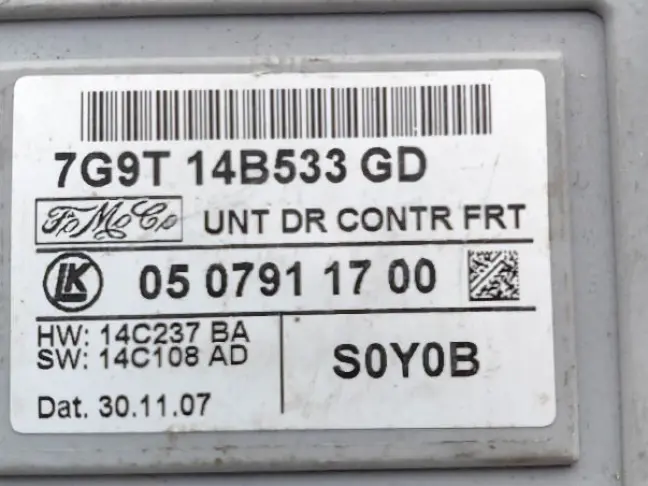 7G9T 14B533 GD
FoMoCo UNT DR CONTR FRT
LK 05 0791 17 00
HW: 14C237 BA
SW: 14C108 AD
S0Y0B
Dat. 30.11.07